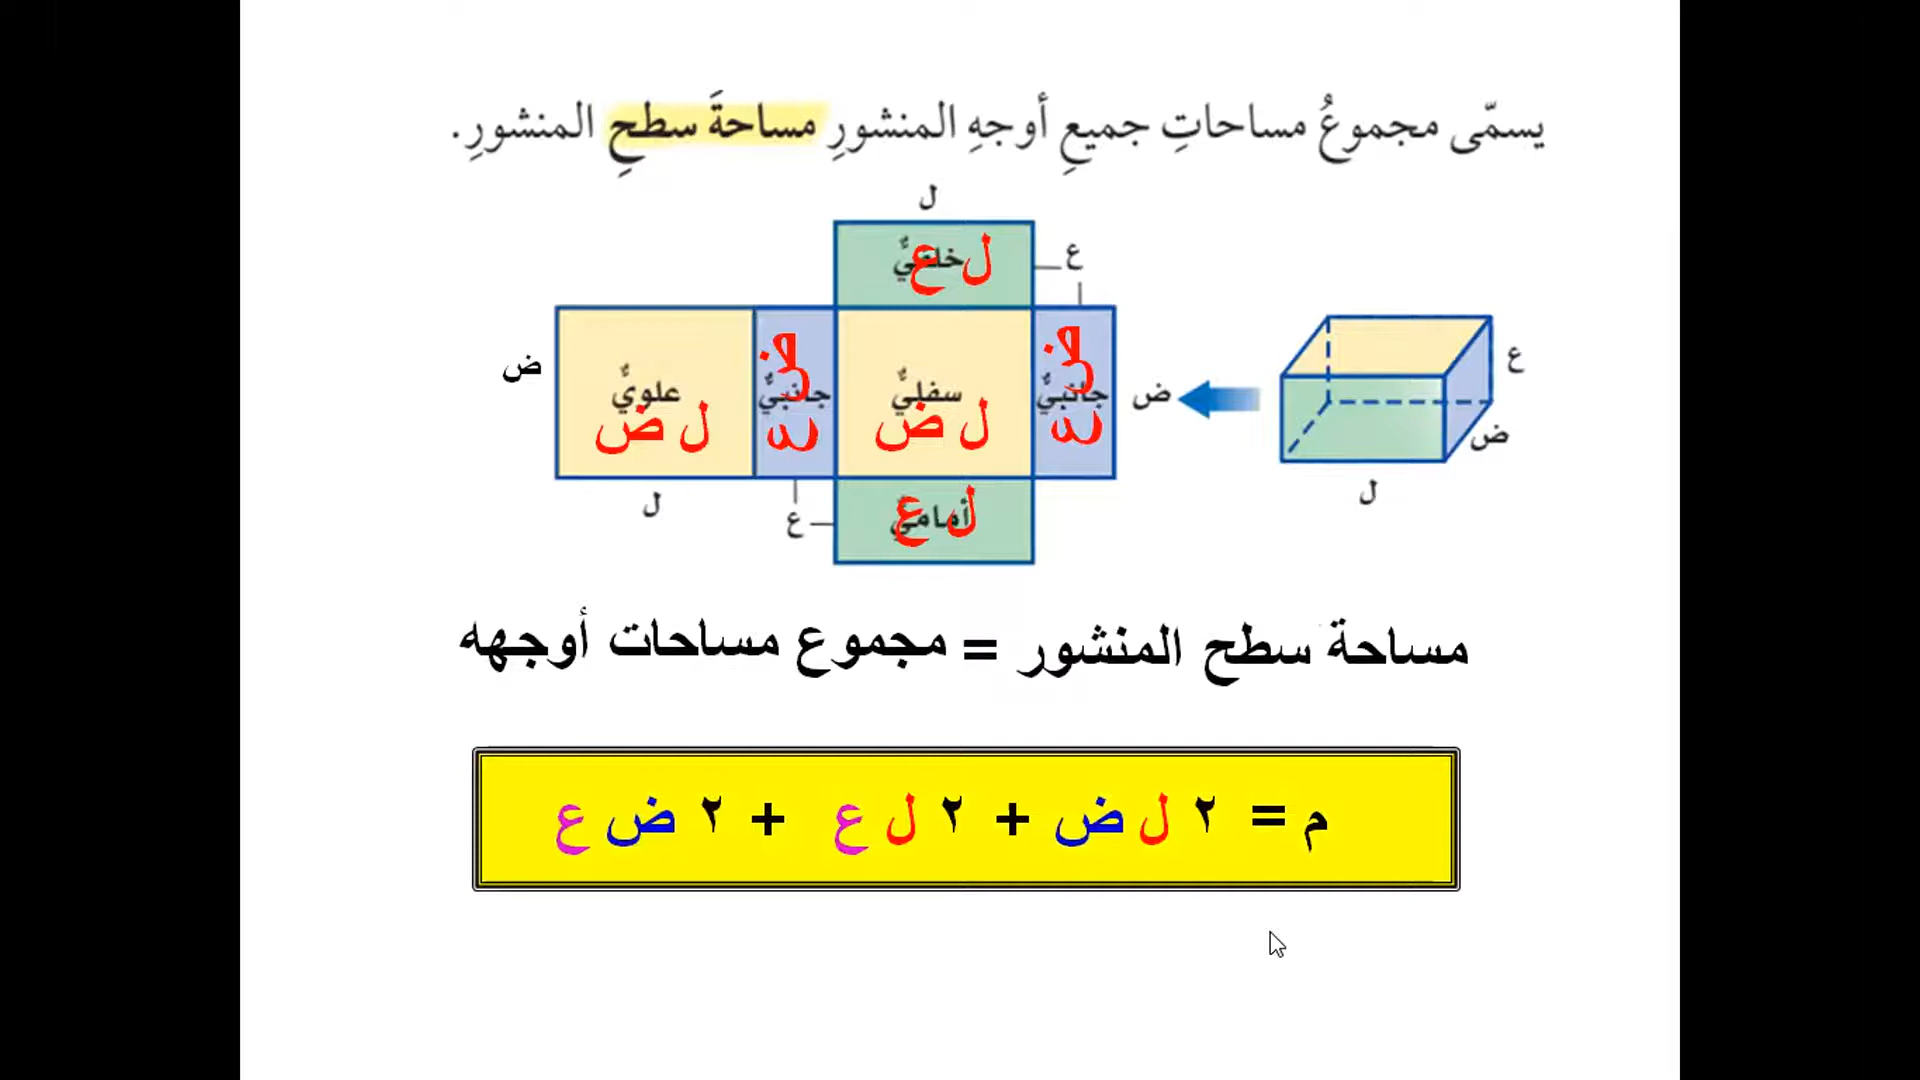 يسمّى مجموعُ مساحاتِ جميعِ أوجهِ المنشورِ مساحةَ سطحِ المنشورِ.
ل
خلفيٌّ
ل ع
ع
ض
علويٌّ
ل ض
جانبيٌّ
ض ع
سفليٌّ
ل ض
جانبيٌّ
ض ع
ض
ع
ض
ل
ل
ع
أماميٌّ
ل ع
مساحة سطح المنشور = مجموع مساحات أوجهه
م = ٢ ل ض + ٢ ل ع + ٢ ض ع